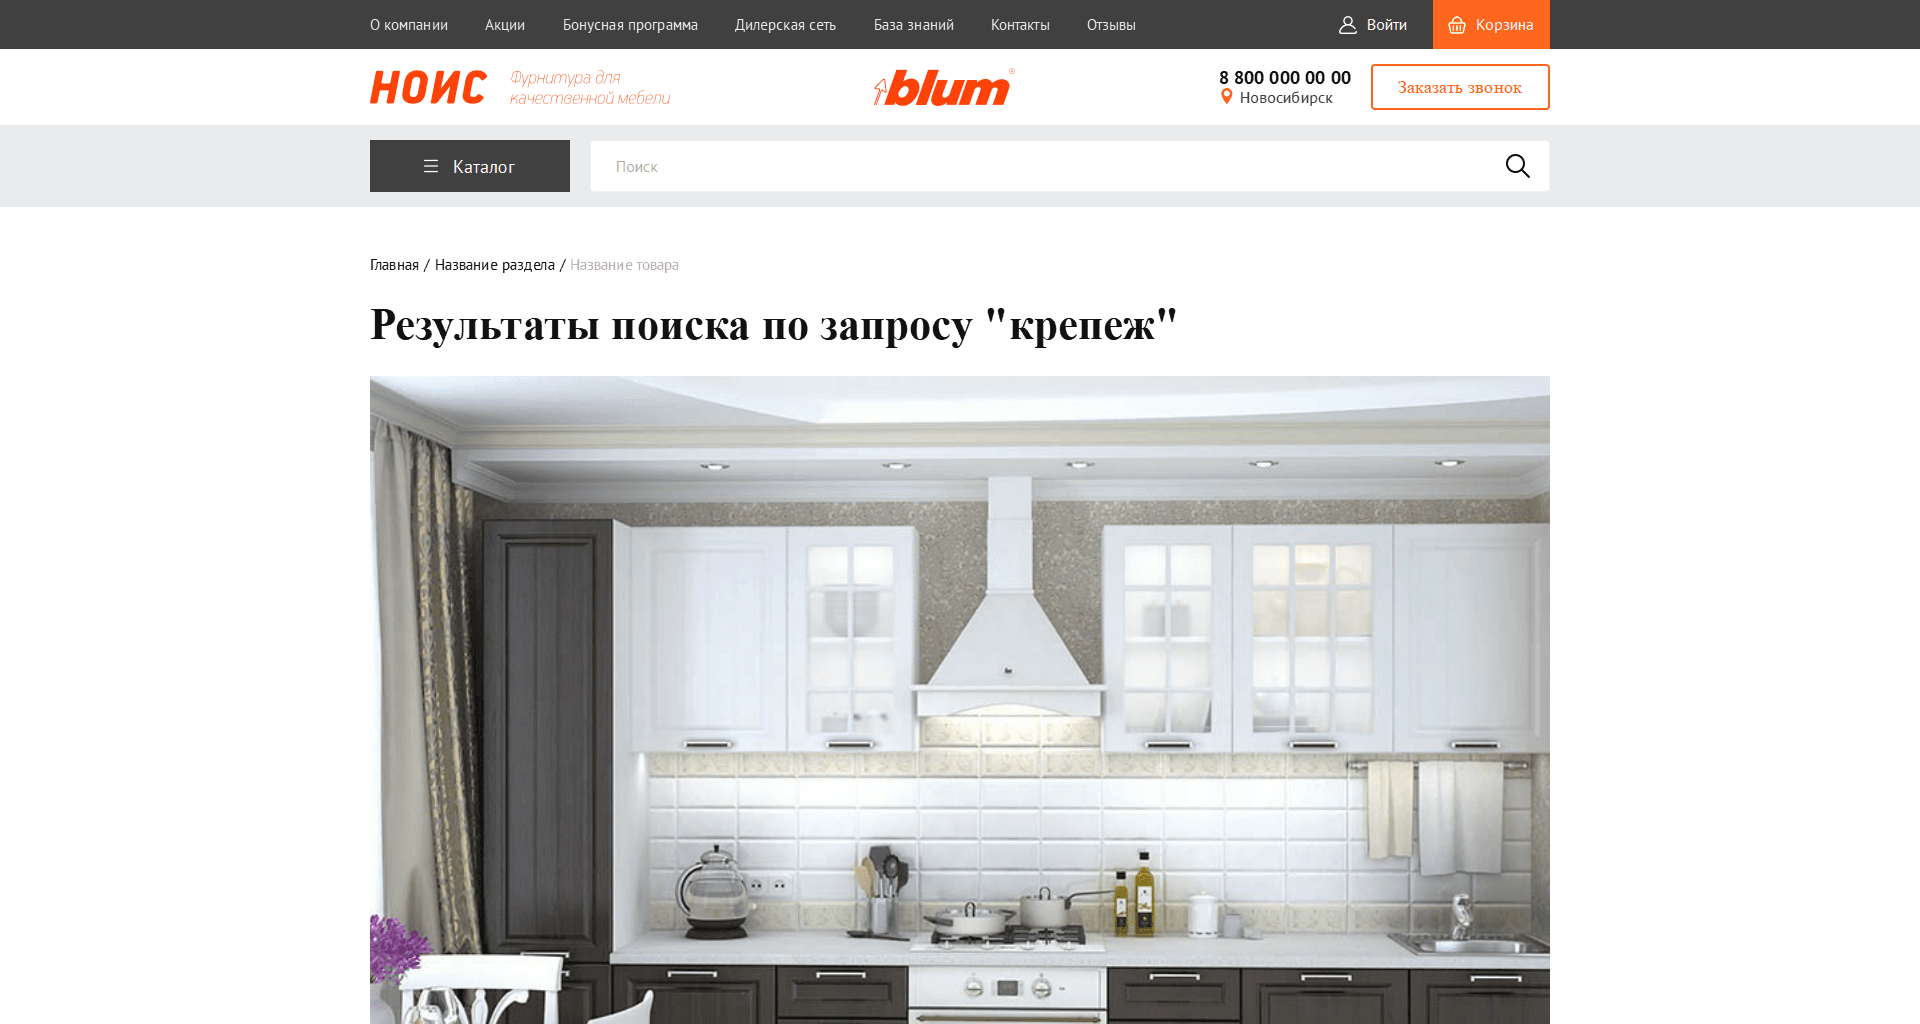 О компании Акции Бонусная программа Дилерская сеть База знаний Контакты Отзывы Войти Корзина
НОИС Фурнитура для качественной мебели
blum®
8 800 000 00 00
Новосибирск
Заказать звонок
Каталог Поиск
Главная / Название раздела / Название товара
Результаты поиска по запросу "крепеж"